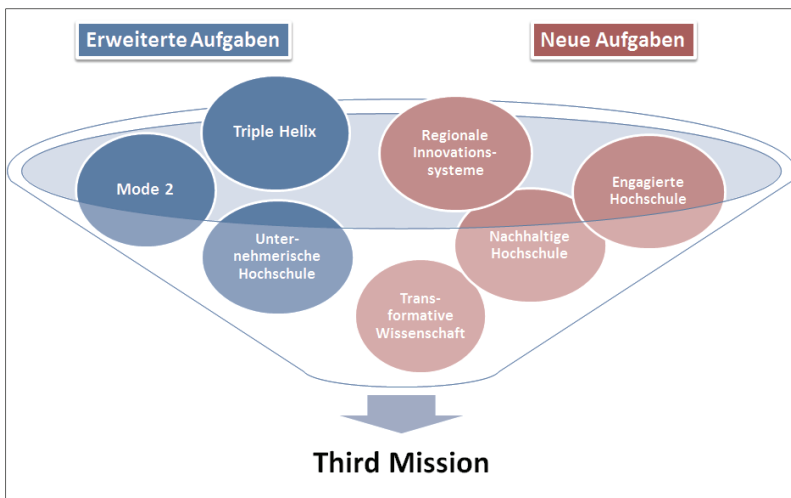 Erweiterte Aufgaben
Neue Aufgaben
Triple Helix
Regionale
Innovations-
systeme
Mode 2
Engagierte
Hochschule
Unter-
nehmerische
Hochschule
Nachhaltige
Hochschule
Trans-
formative
Wissenschaft
Third Mission